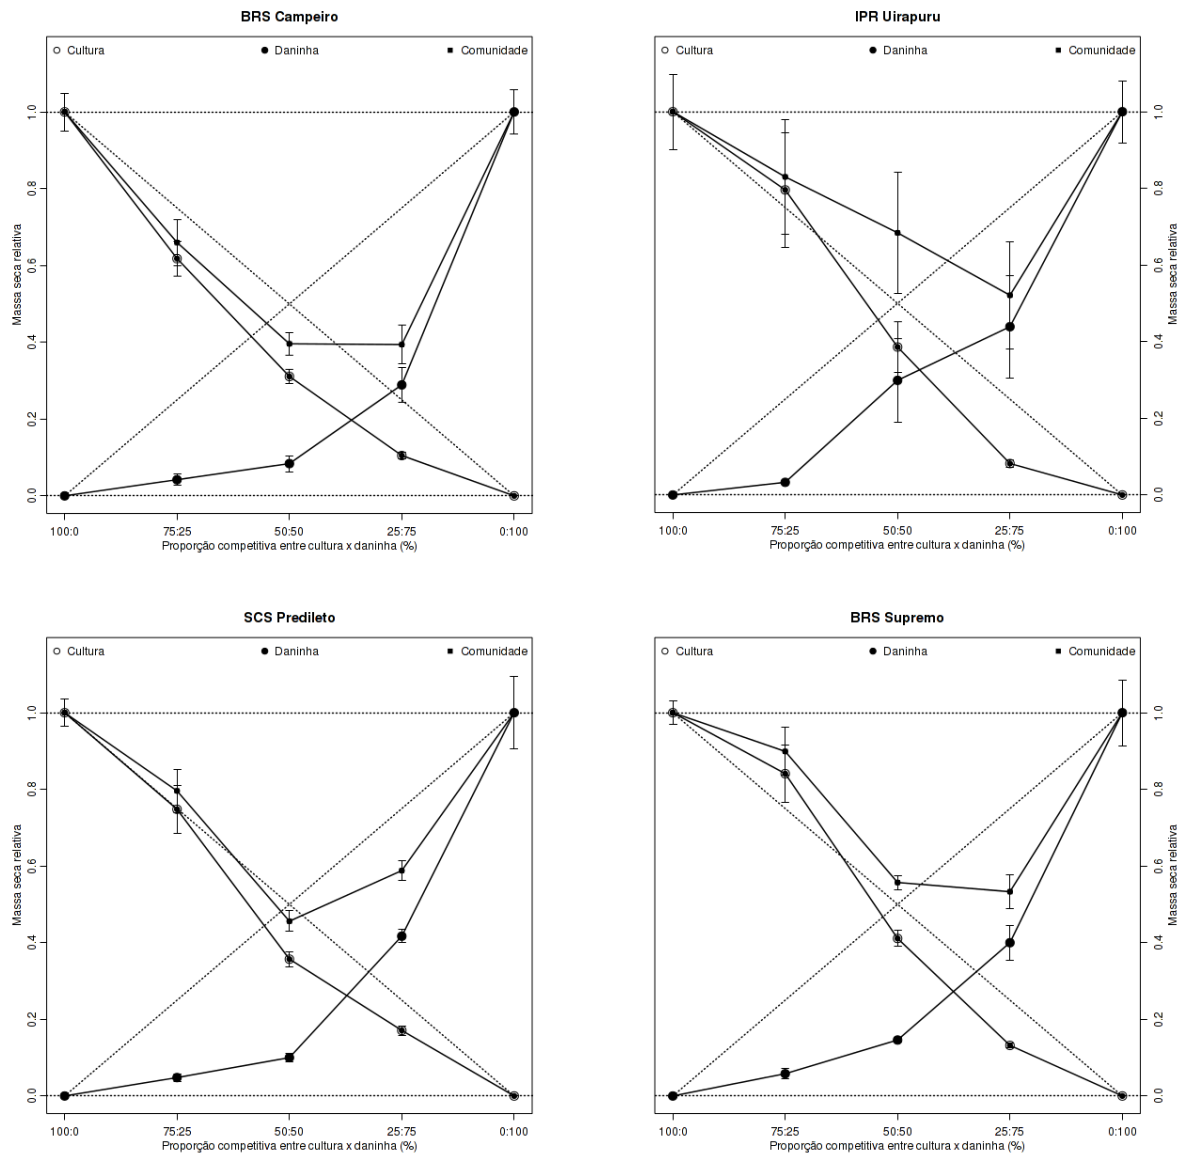 BRS Campeiro
○ Cultura ● Daninha ■ Comunidade
1.0
0.8
0.6
0.4
0.2
0.0
Massa seca relativa
100:0 75:25 50:50 25:75 0:100
Proporção competitiva entre cultura x daninha (%)
IPR Uirapuru
○ Cultura ● Daninha ■ Comunidade
1.0
0.8
0.6
0.4
0.2
0.0
Massa seca relativa
100:0 75:25 50:50 25:75 0:100
Proporção competitiva entre cultura x daninha (%)
SCS Predileto
○ Cultura ● Daninha ■ Comunidade
1.0
0.8
0.6
0.4
0.2
0.0
Massa seca relativa
100:0 75:25 50:50 25:75 0:100
Proporção competitiva entre cultura x daninha (%)
BRS Supremo
○ Cultura ● Daninha ■ Comunidade
1.0
0.8
0.6
0.4
0.2
0.0
Massa seca relativa
100:0 75:25 50:50 25:75 0:100
Proporção competitiva entre cultura x daninha (%)